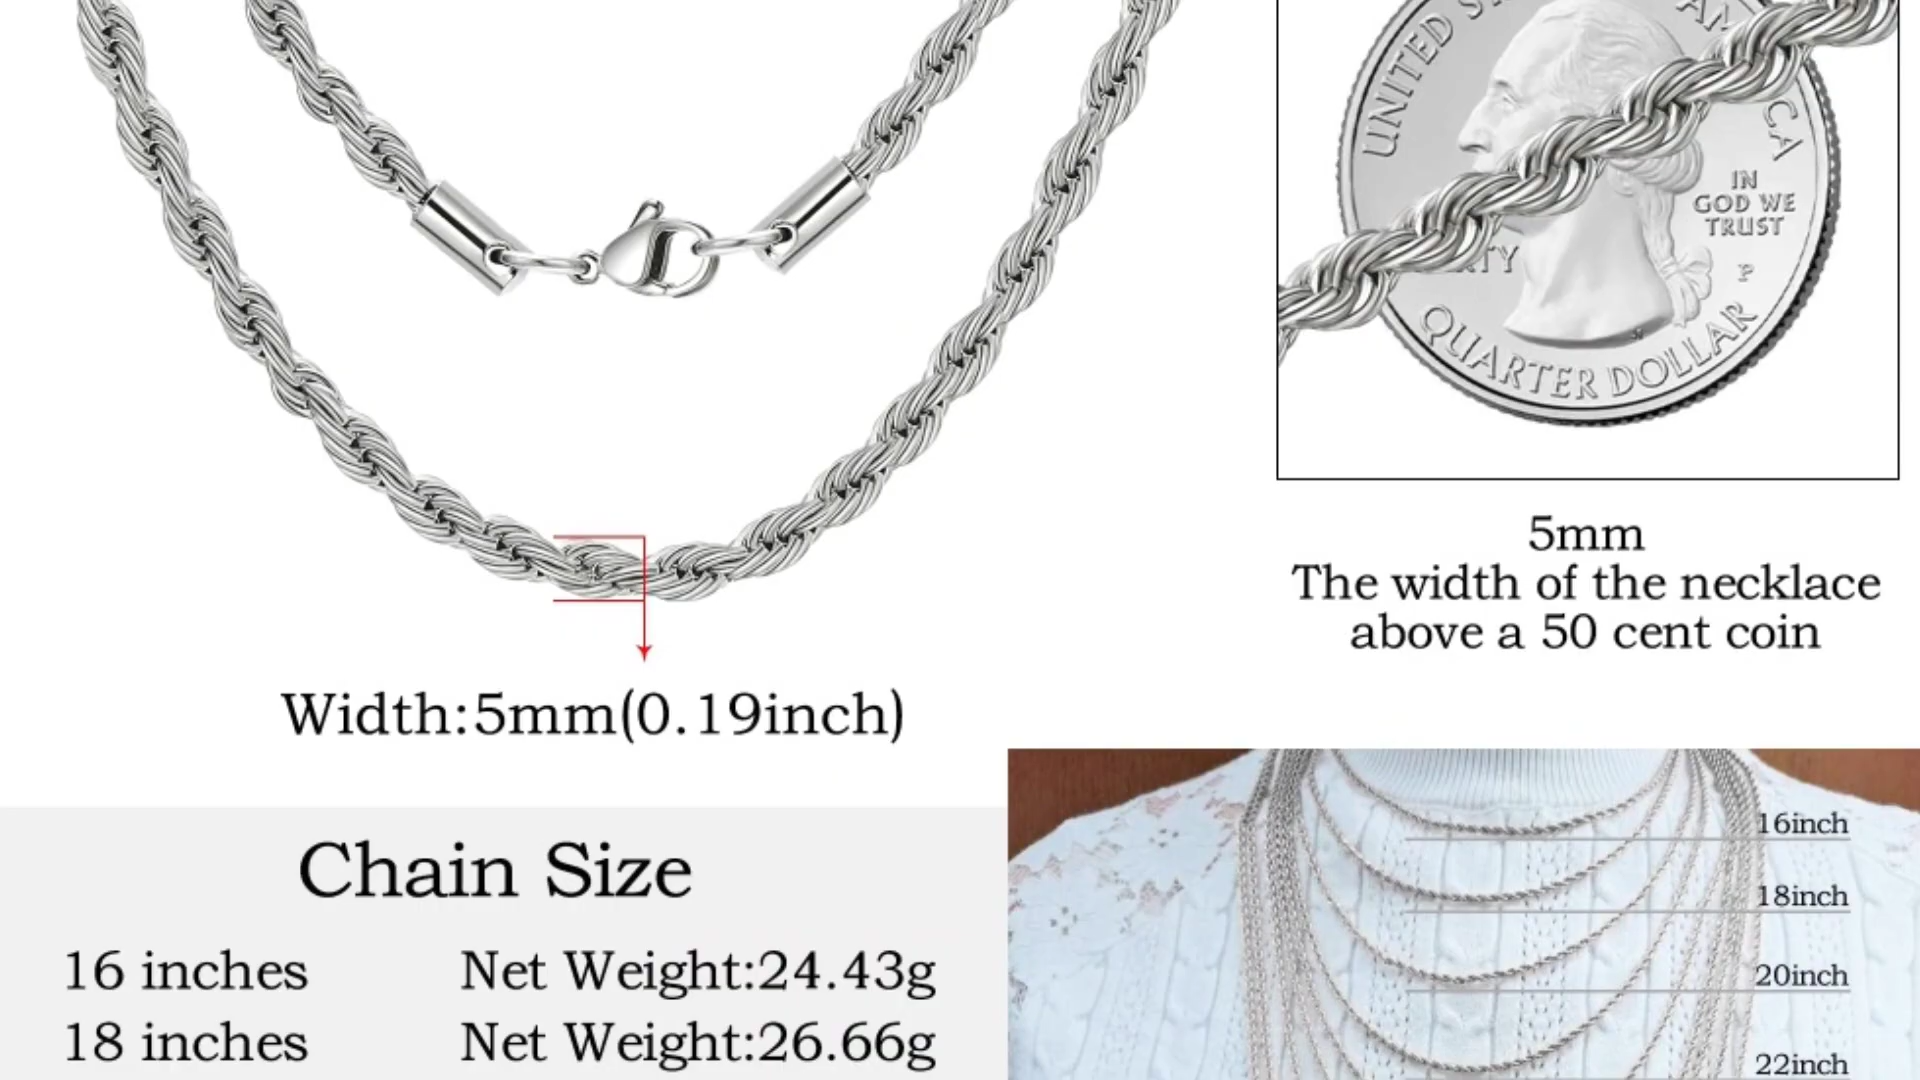 UNITED
AM
CA
IN
GOD WE
TRUST
P
RTY
QUARTER DOLLAR
5mm
The width of the necklace
above a 50 cent coin
Width:5mm(0.19inch)
Chain Size
16 inches Net Weight:24.43g
18 inches Net Weight:26.66g
16inch
18inch
20inch
22inch